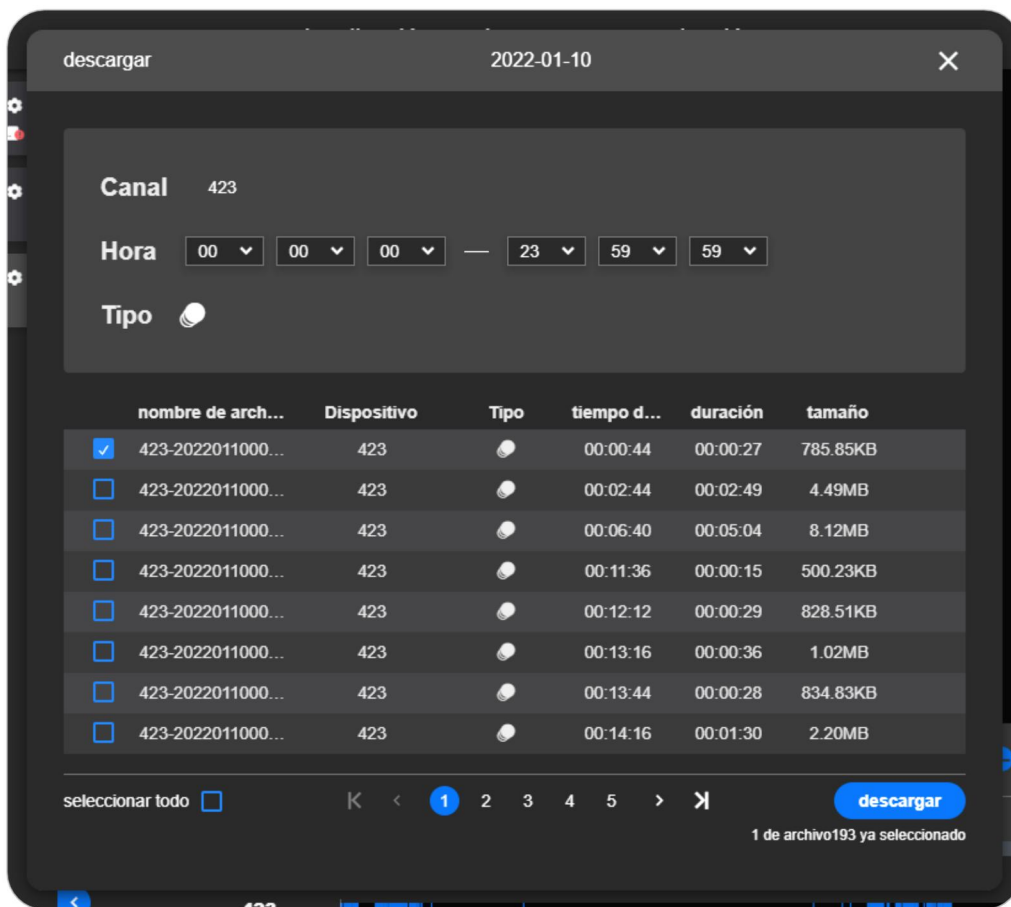 descargar 2022-01-10
Canal 423
Hora 00 00 00 — 23 59 59
Tipo
nombre de arch... Dispositivo Tipo tiempo d... duración tamaño
423-2022011000... 423 00:00:44 00:00:27 785.85KB
423-2022011000... 423 00:02:44 00:02:49 4.49MB
423-2022011000... 423 00:06:40 00:05:04 8.12MB
423-2022011000... 423 00:11:36 00:00:15 500.23KB
423-2022011000... 423 00:12:12 00:00:29 828.51KB
423-2022011000... 423 00:13:16 00:00:36 1.02MB
423-2022011000... 423 00:13:44 00:00:28 834.83KB
423-2022011000... 423 00:14:16 00:01:30 2.20MB
seleccionar todo 1 2 3 4 5 descargar
1 de archivo193 ya seleccionado